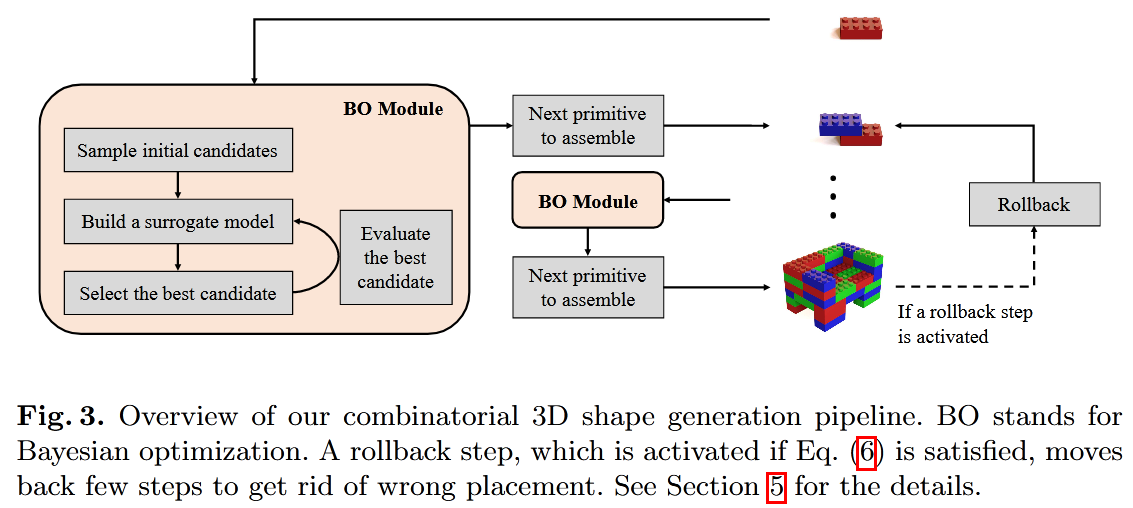 BO Module
Sample initial candidates
Build a surrogate model
Select the best candidate
Evaluate
the best
candidate
Next primitive
to assemble
BO Module
Next primitive
to assemble
Rollback
If a rollback step
is activated
Fig. 3. Overview of our combinatorial 3D shape generation pipeline. BO stands for
Bayesian optimization. A rollback step, which is activated if Eq. (6) is satisfied, moves
back few steps to get rid of wrong placement. See Section 5 for the details.